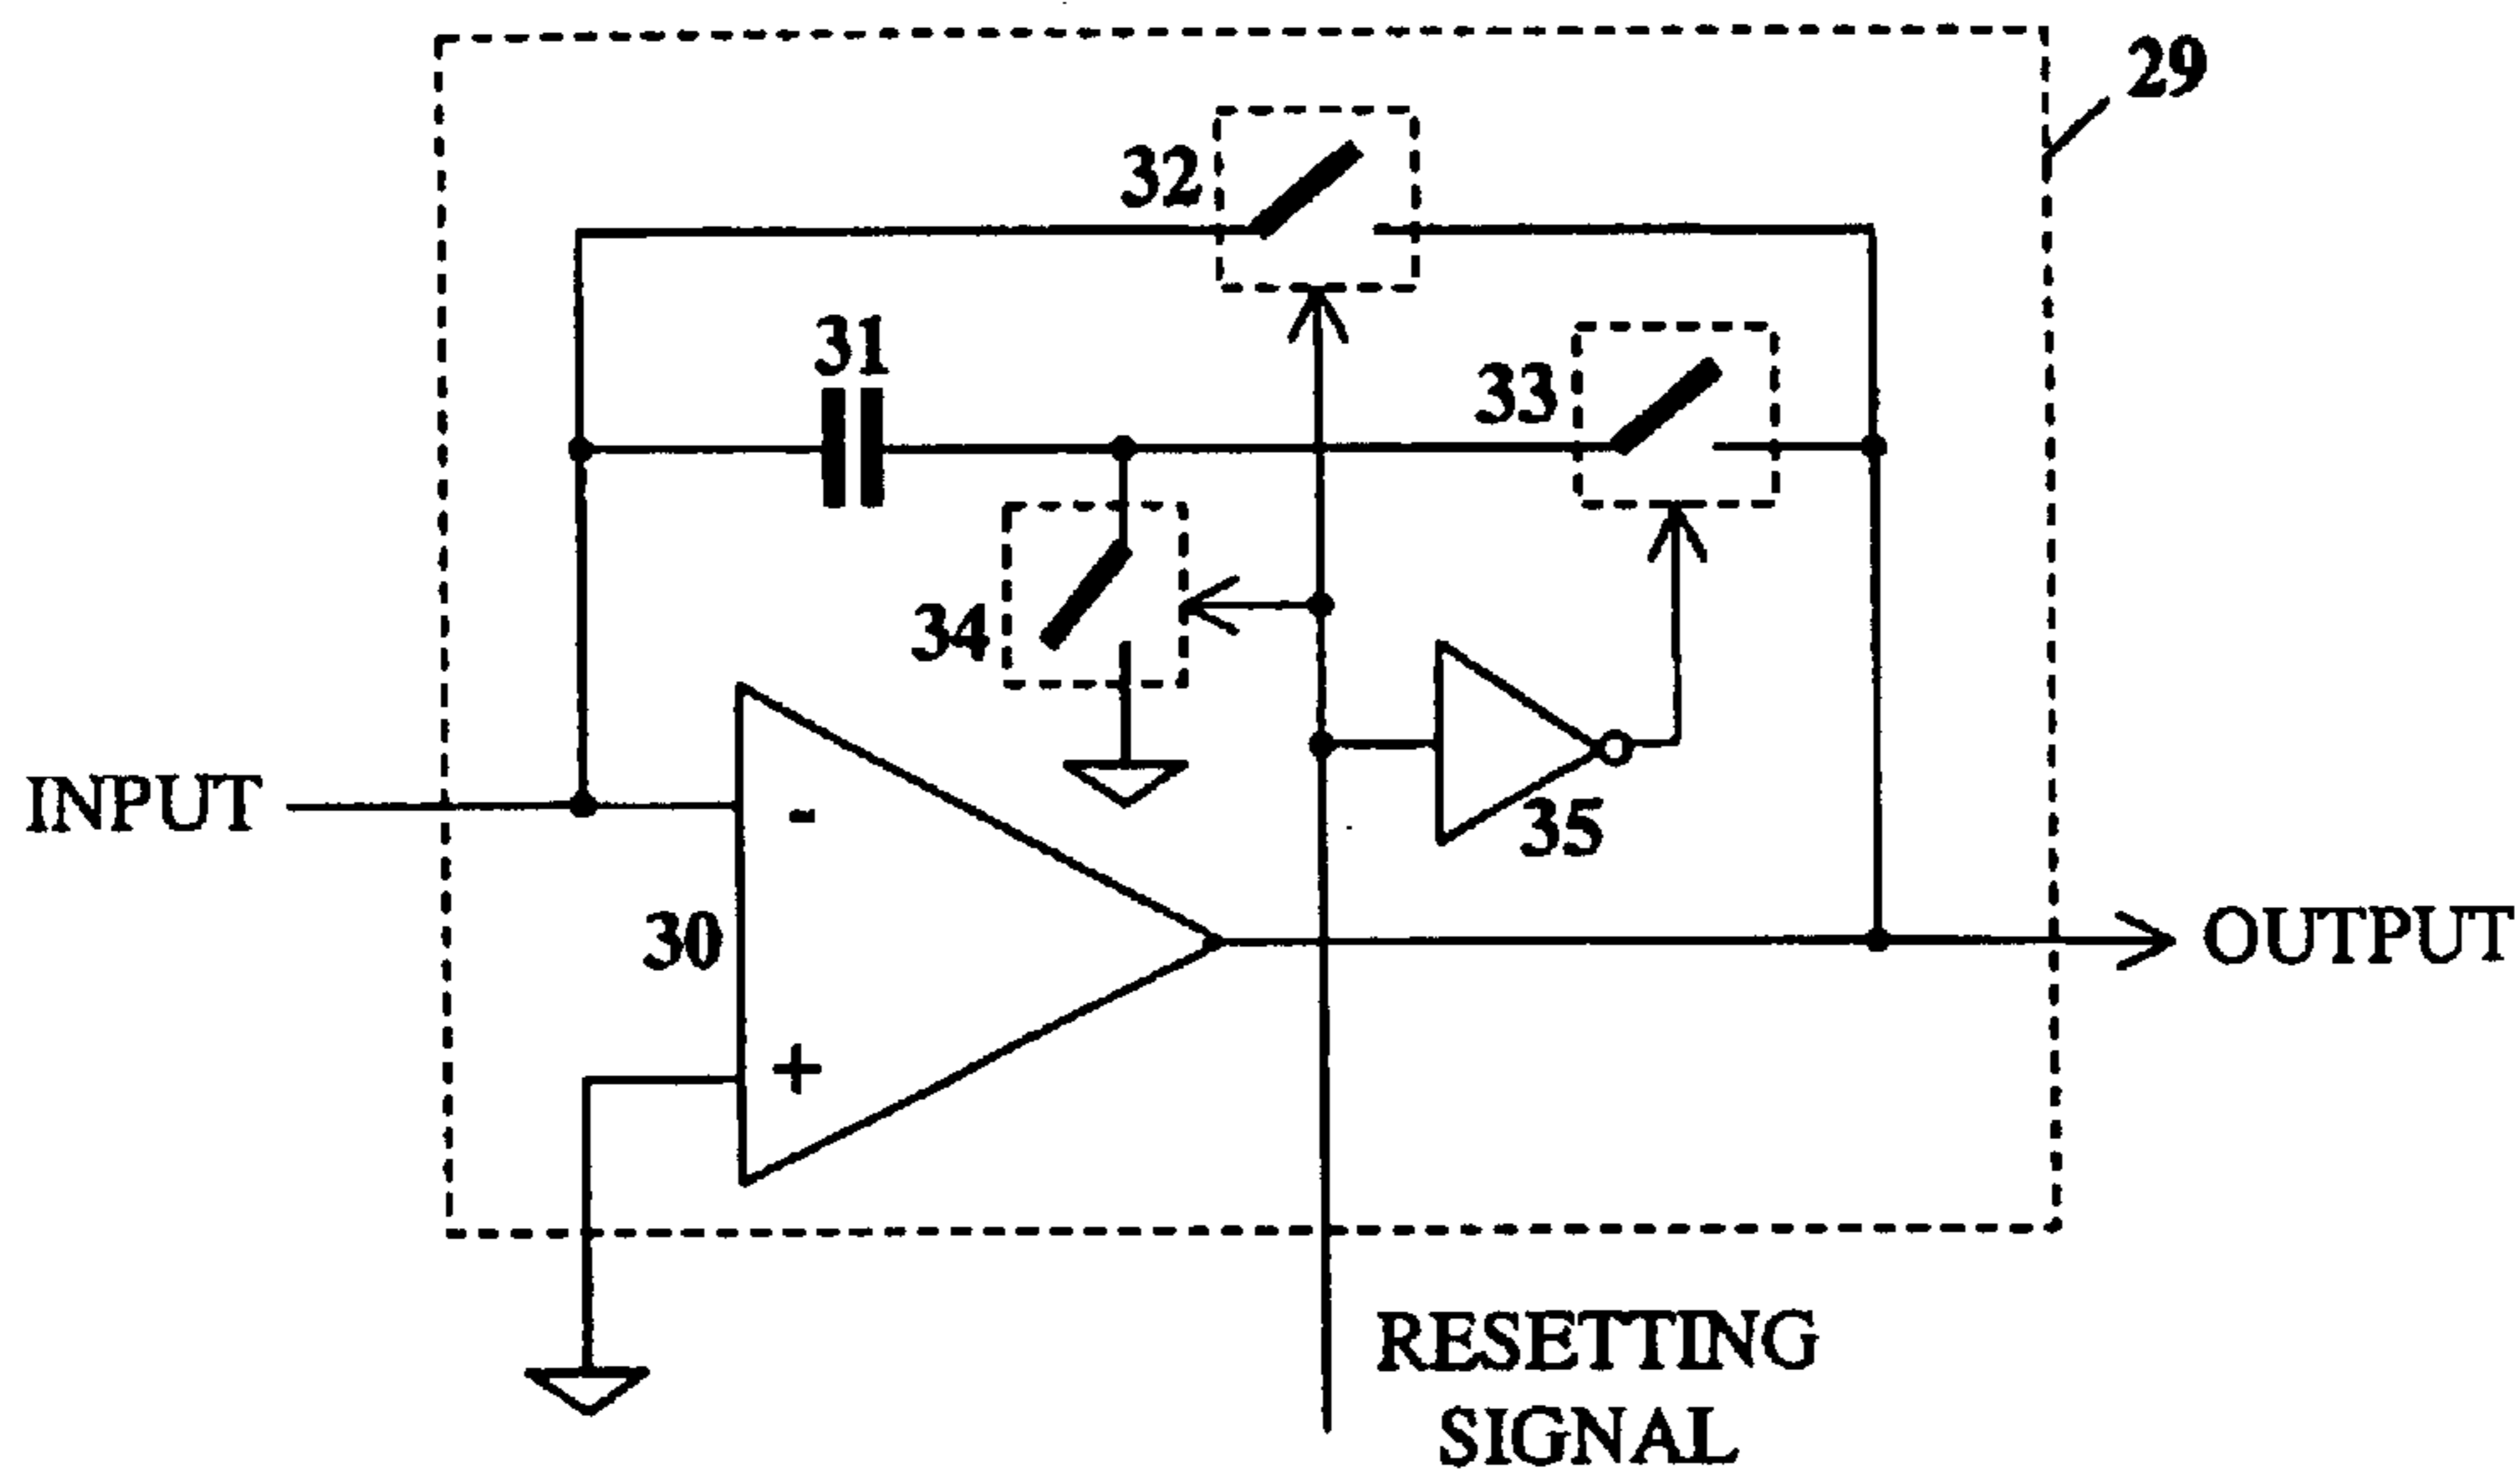 29
32
31
33
34
35
INPUT
-
30
OUTPUT
+
RESETTING
SIGNAL